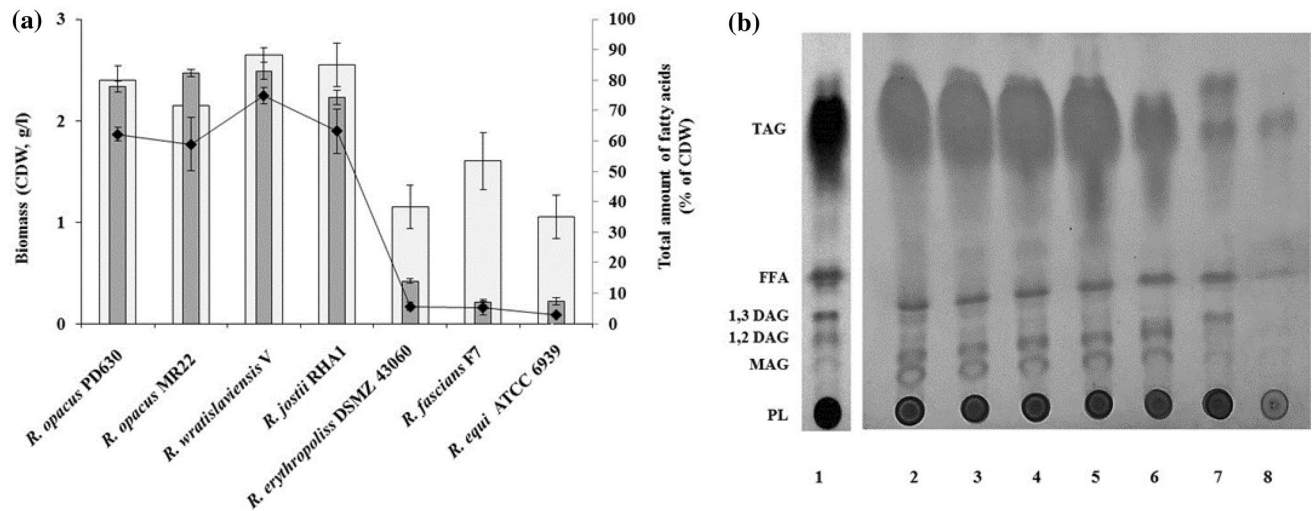 (a)
3
2
1
0
Biomass (CDW, g/l)
100
90
80
70
60
50
40
30
20
10
0
Total amount of fatty acids
(% of CDW)
R. opacus PD630
R. opacus MR22
R. wratislaviensis V
R. jostii RHA1
R. erythropoliss DSMZ 43060
R. fascians F7
R. equi ATCC 6939
(b)
TAG
FFA
1,3 DAG
1,2 DAG
MAG
PL
1 2 3 4 5 6 7 8